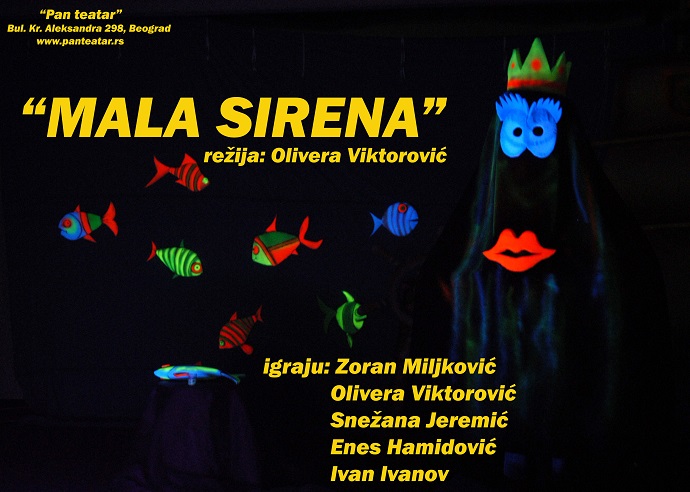 “Pan teatar”
Bul. Kr. Aleksandra 298, Beograd
www.panteatar.rs
“MALA SIRENA”
režija: Olivera Viktorović
igraju: Zoran Miljković
Olivera Viktorović
Snežana Jeremić
Enes Hamidović
Ivan Ivanov